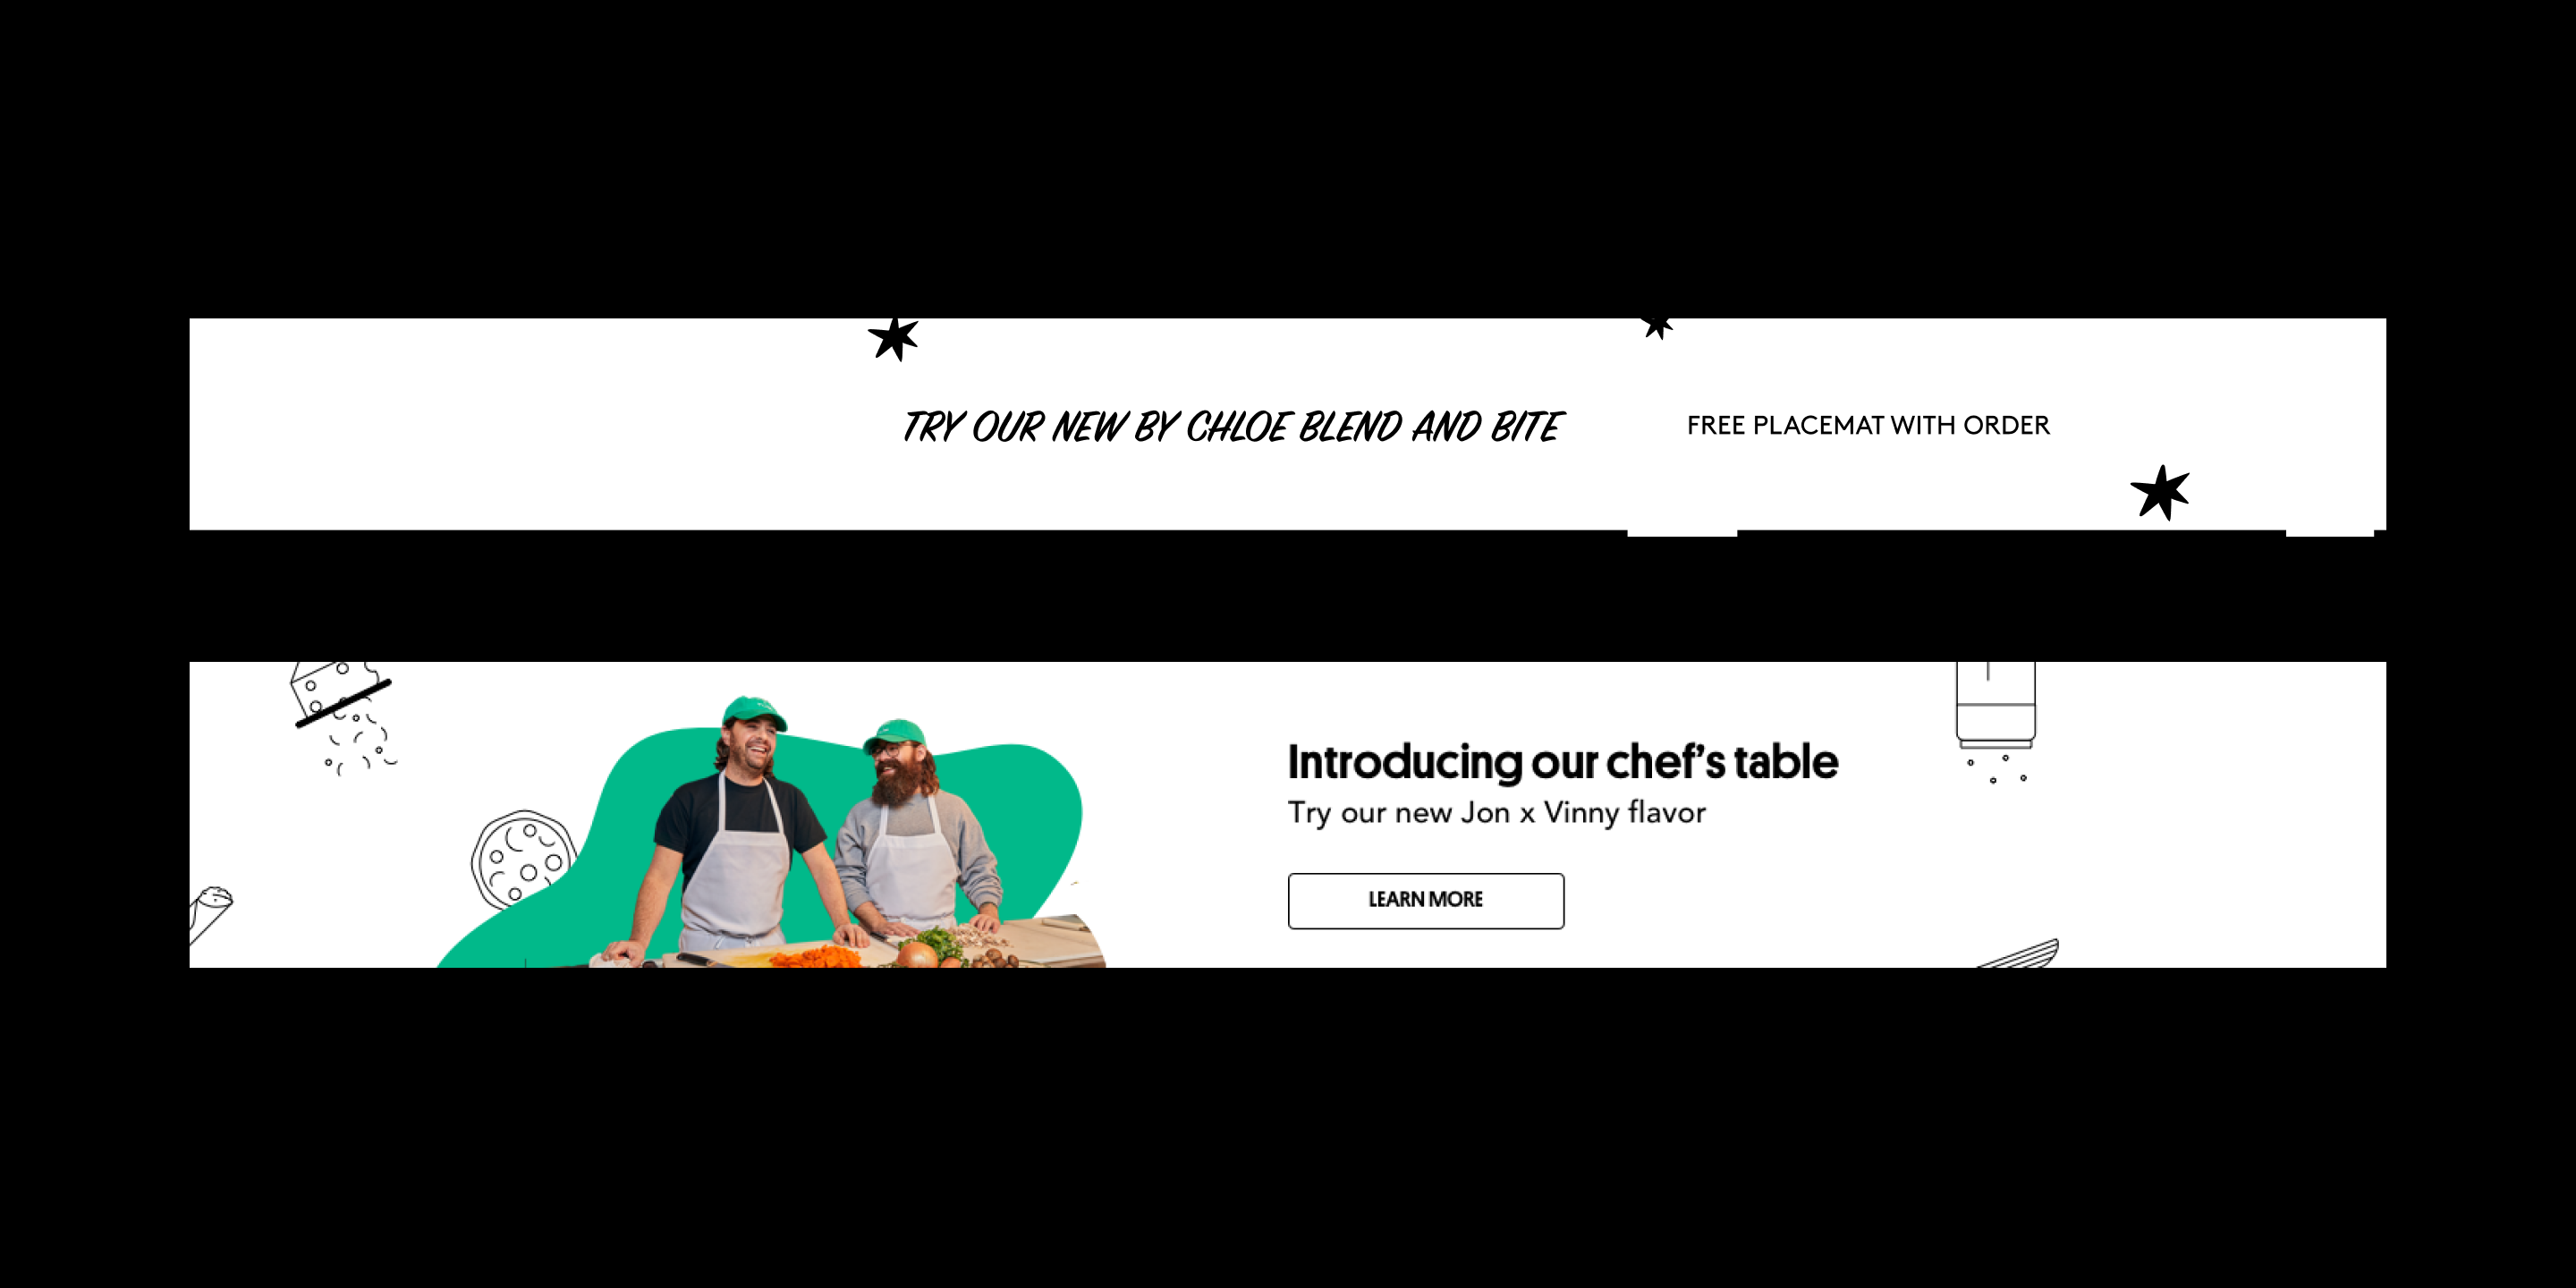 TRY OUR NEW BY CHLOE BLEND AND BITE
FREE PLACEMAT WITH ORDER
Introducing our chef’s table
Try our new Jon x Vinny flavor
LEARN MORE